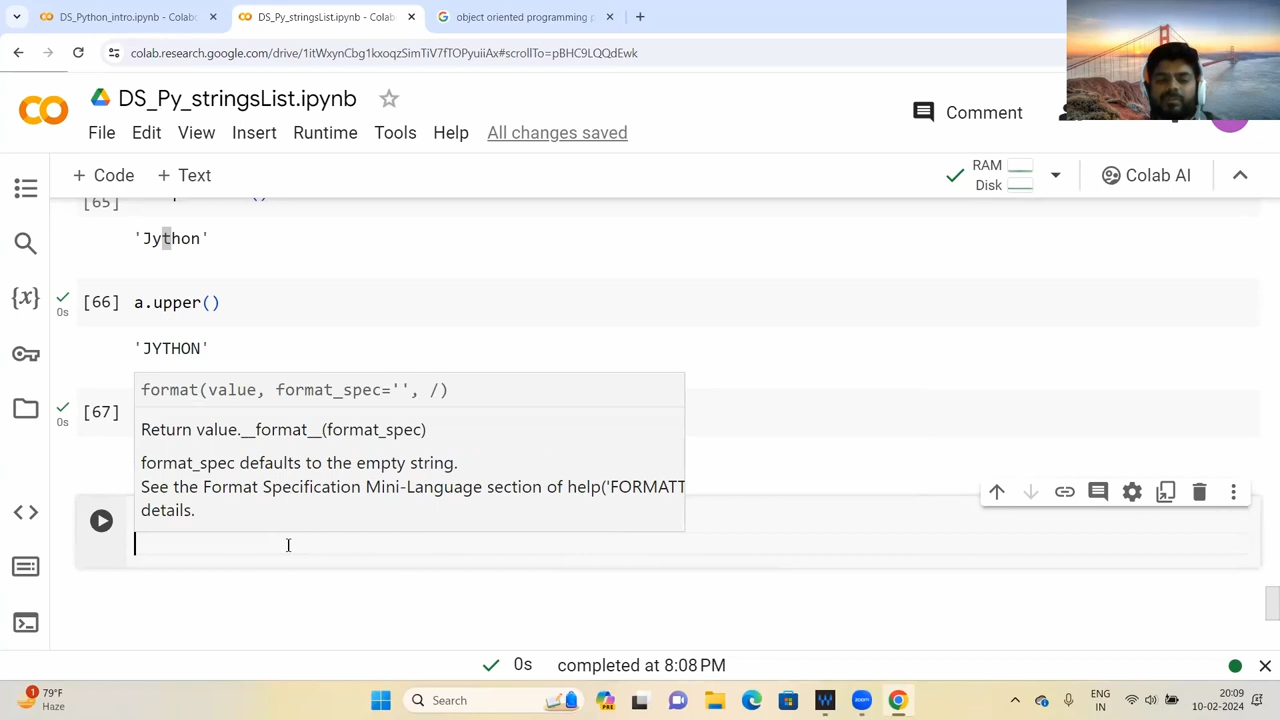 DS_Python_intro.ipynb - Colab
DS_Py_stringsList.ipynb - Colab
object oriented programming p
colab.research.google.com/drive/1itWxynCbg1kxoqzSimTiV7fTOPyuiiAx#scrollTo=pBHC9LQQdEwk
DS_Py_stringsList.ipynb
Comment
File Edit View Insert Runtime Tools Help All changes saved
+ Code + Text
RAM
Disk
Colab AI
[65]
'Jython'
[66] a.upper()
0s
'JYTHON'
format(value, format_spec='', /)
[67]
0s
Return value.__format__(format_spec)
format_spec defaults to the empty string.
See the Format Specification Mini-Language section of help('FORMATT
details.
0s completed at 8:08 PM
1
79°F
Haze
Search
PRE
ENG
IN
20:09
10-02-2024